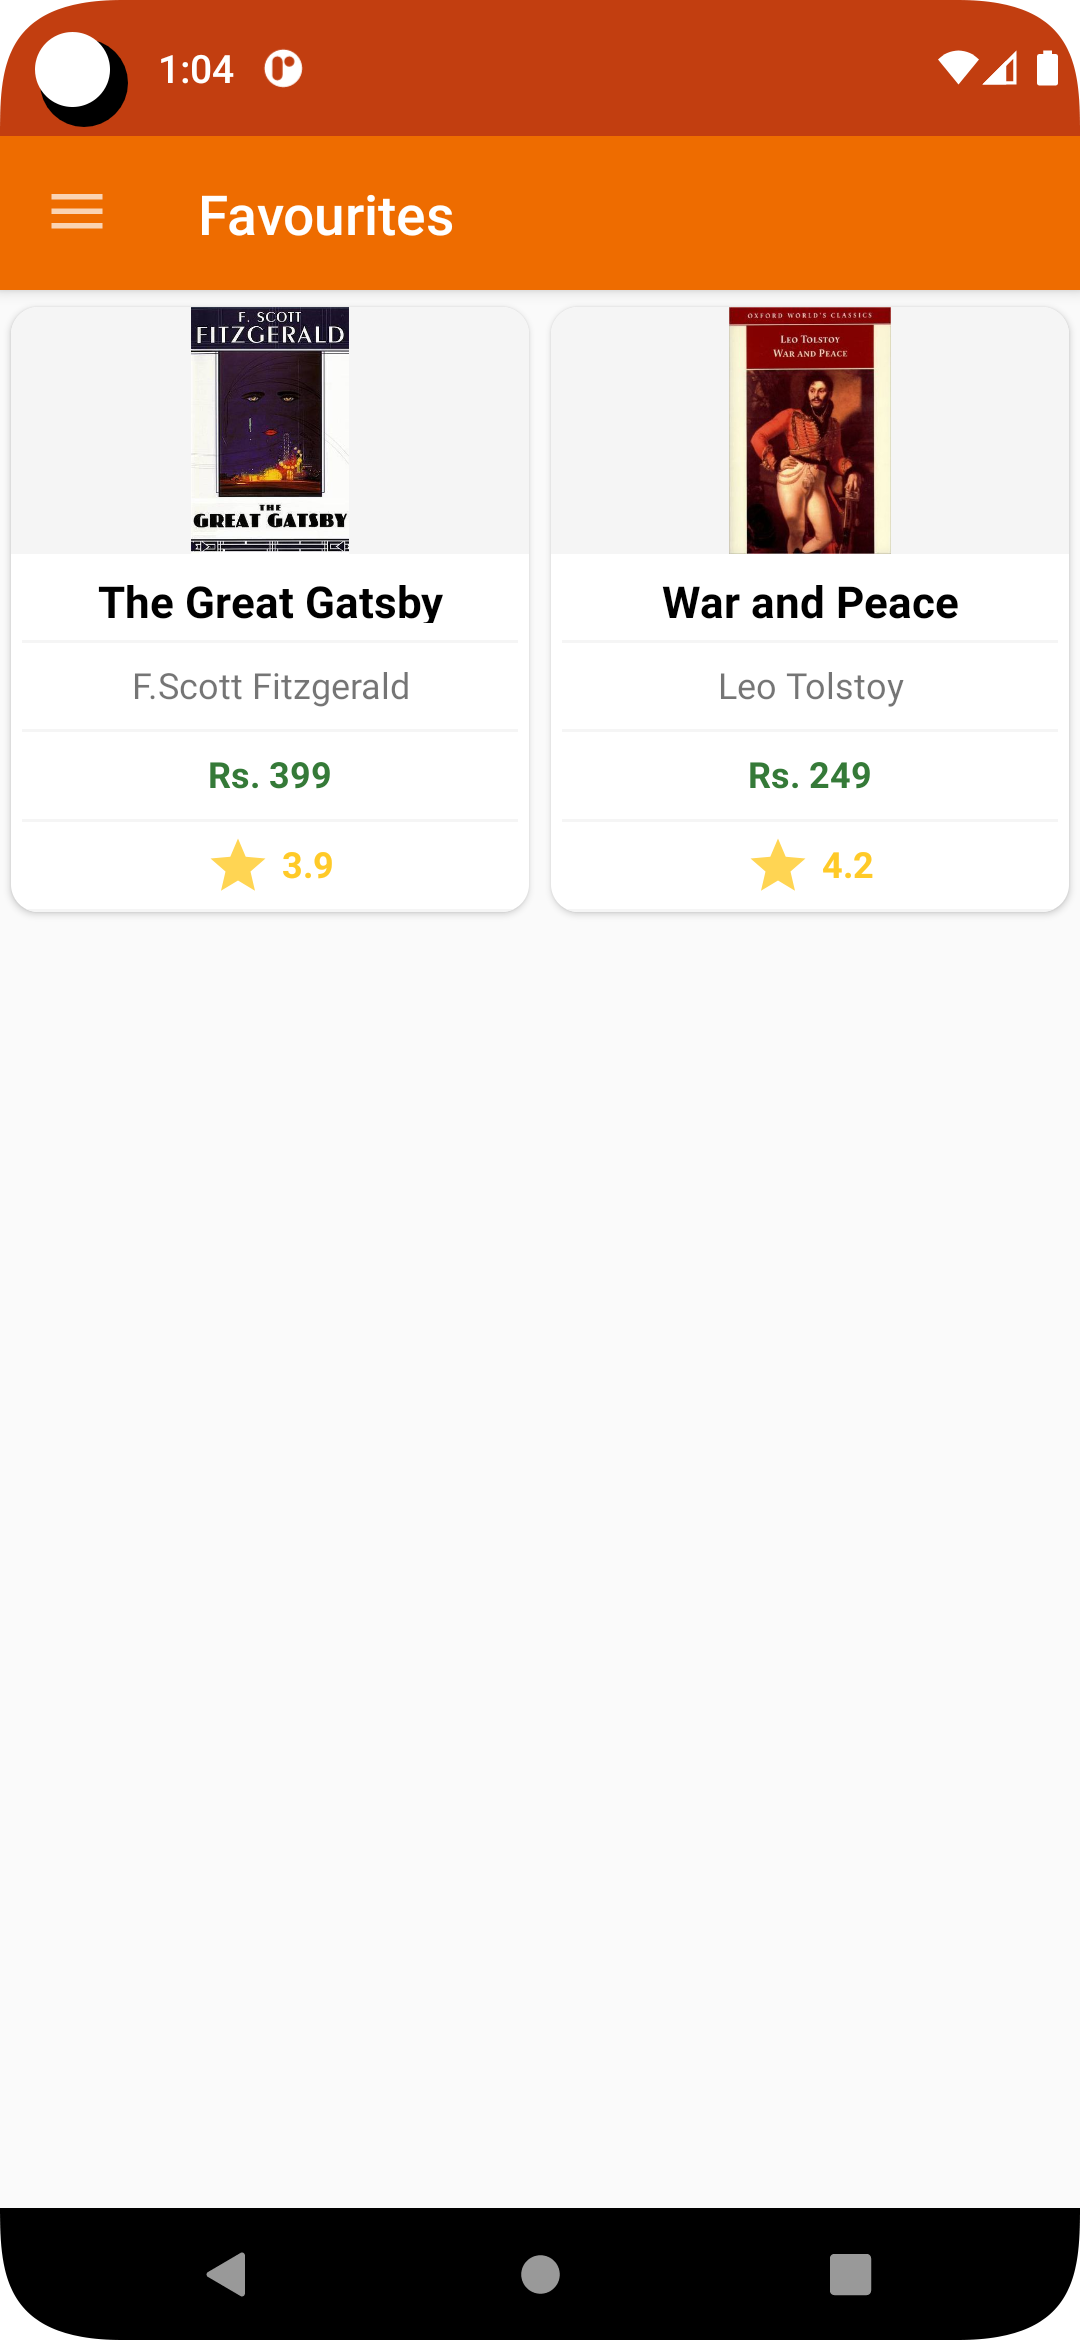 1:04
Favourites
F. SCOTT
FITZGERALD
THE
GREAT GATSBY
The Great Gatsby
F.Scott Fitzgerald
Rs. 399
3.9
OXFORD WORLD'S CLASSICS
LEO TOLSTOY
WAR AND PEACE
War and Peace
Leo Tolstoy
Rs. 249
4.2